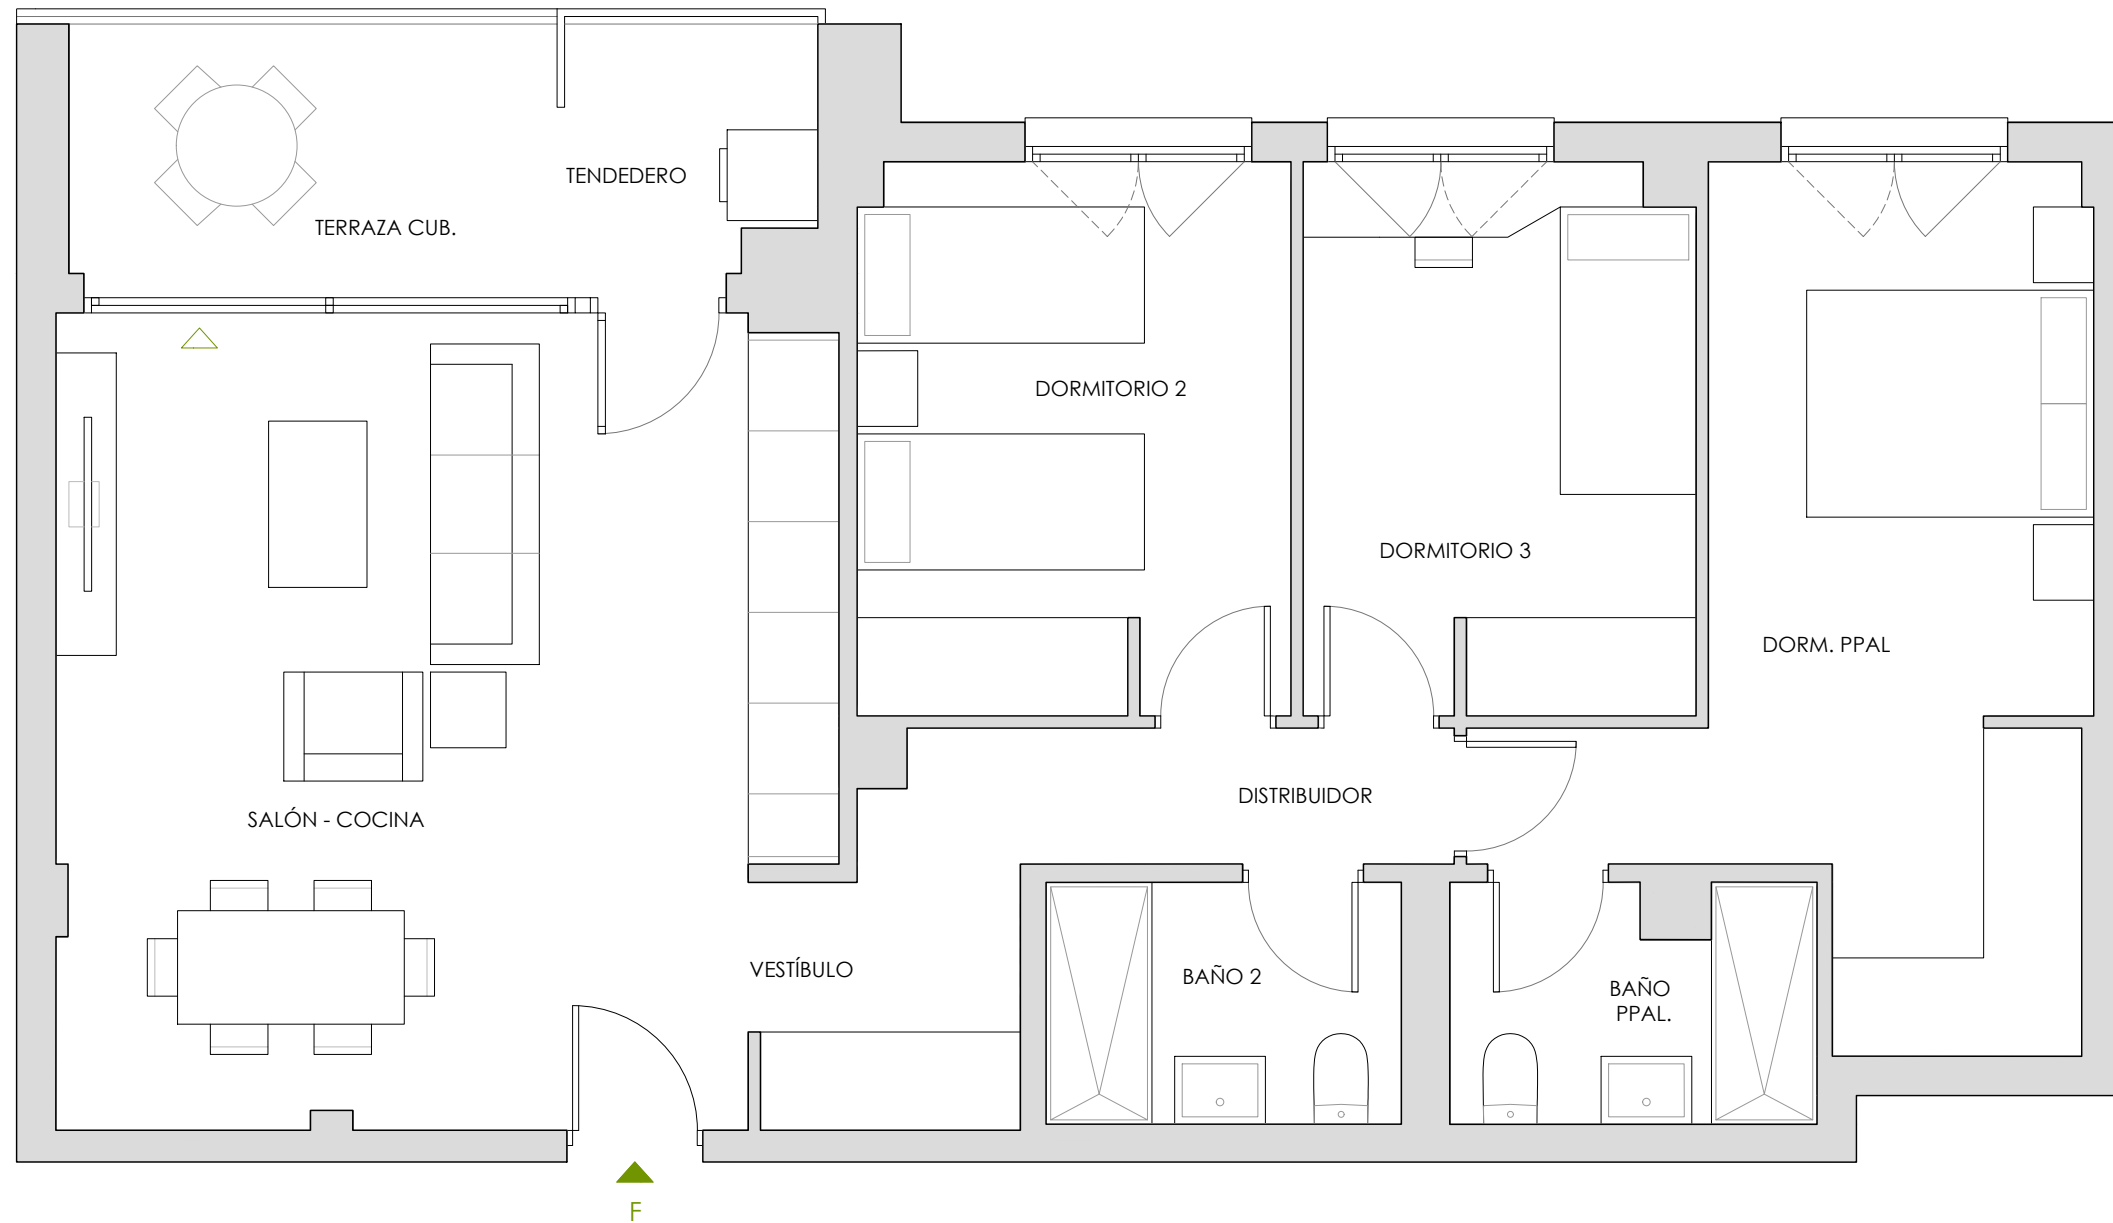 TENDEDERO
TERRAZA CUB.
DORMITORIO 2
DORMITORIO 3
DORM. PPAL
DISTRIBUIDOR
SALÓN - COCINA
VESTÍBULO
BAÑO 2
BAÑO
PPAL.
F